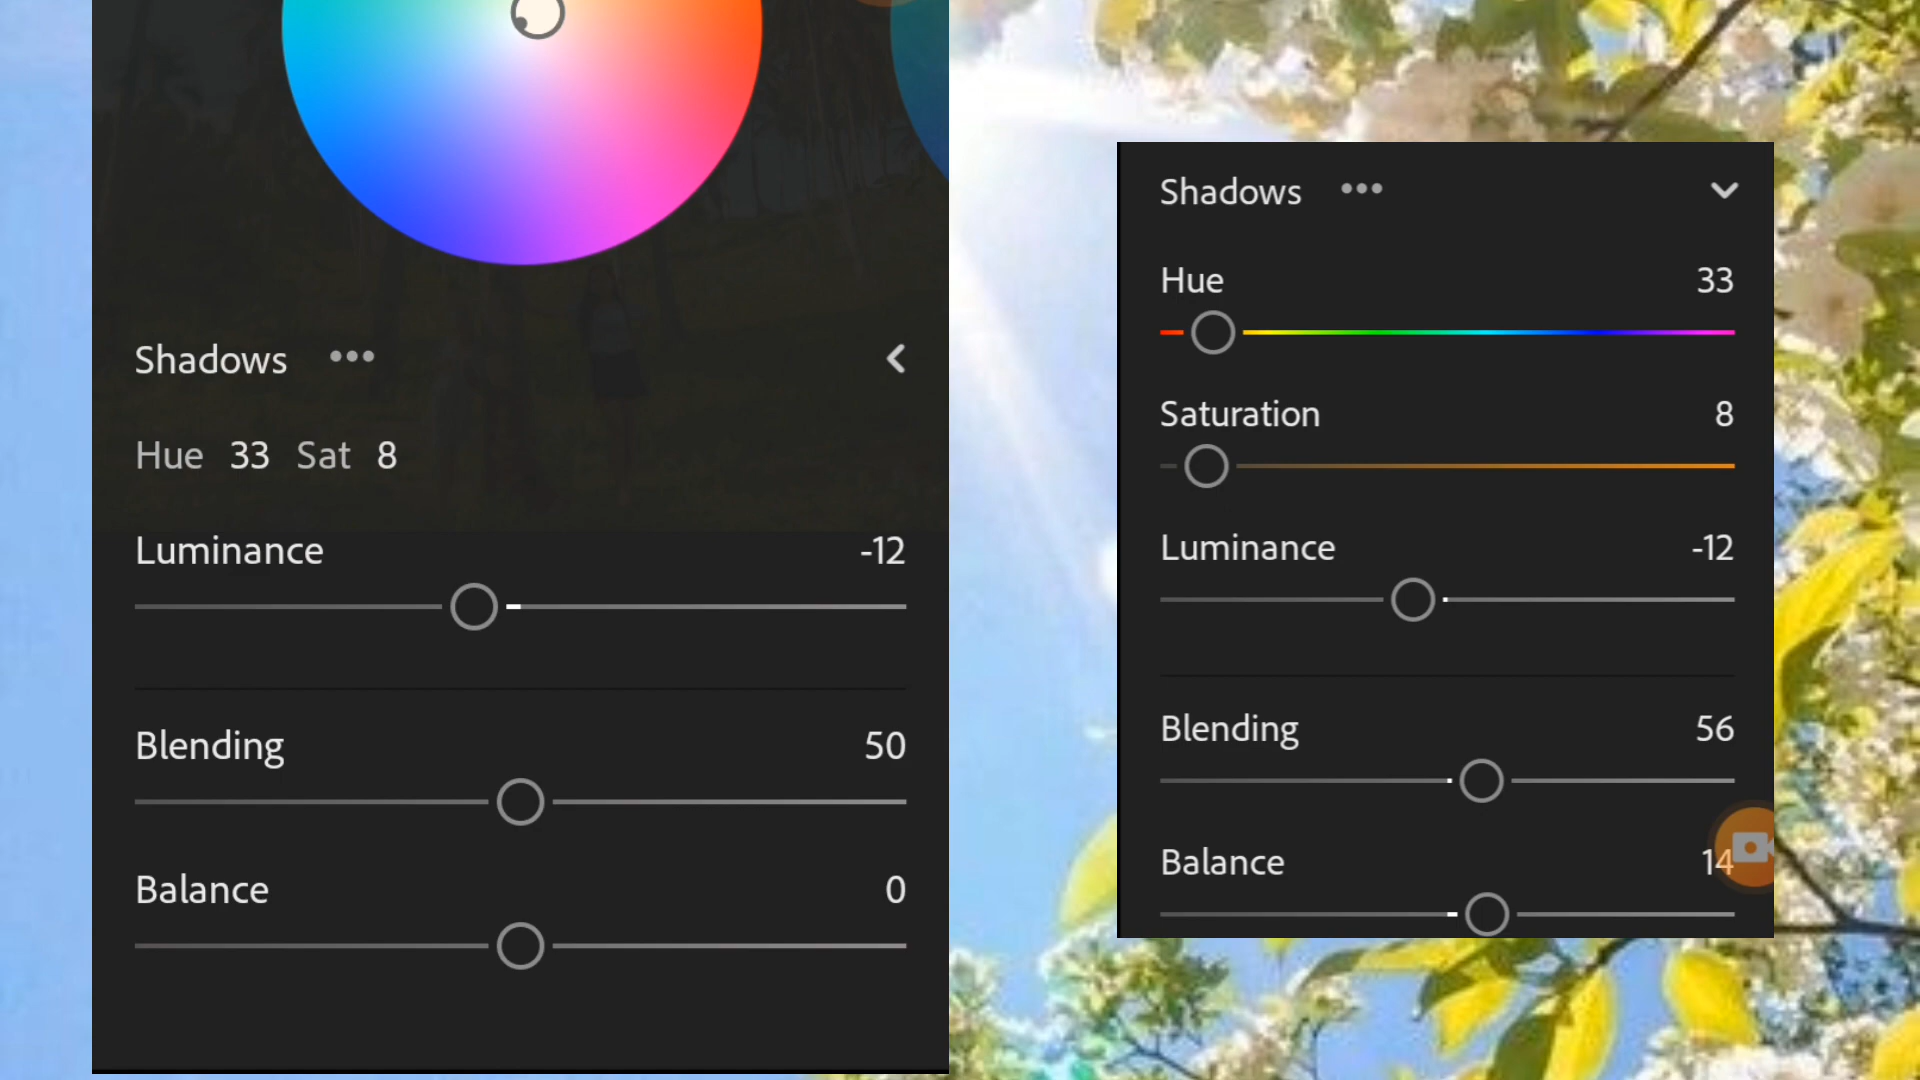 Shadows •••
Hue 33 Sat 8
Luminance -12
Blending 50
Balance 0
Shadows •••
Hue 33
Saturation 8
Luminance -12
Blending 56
Balance 14